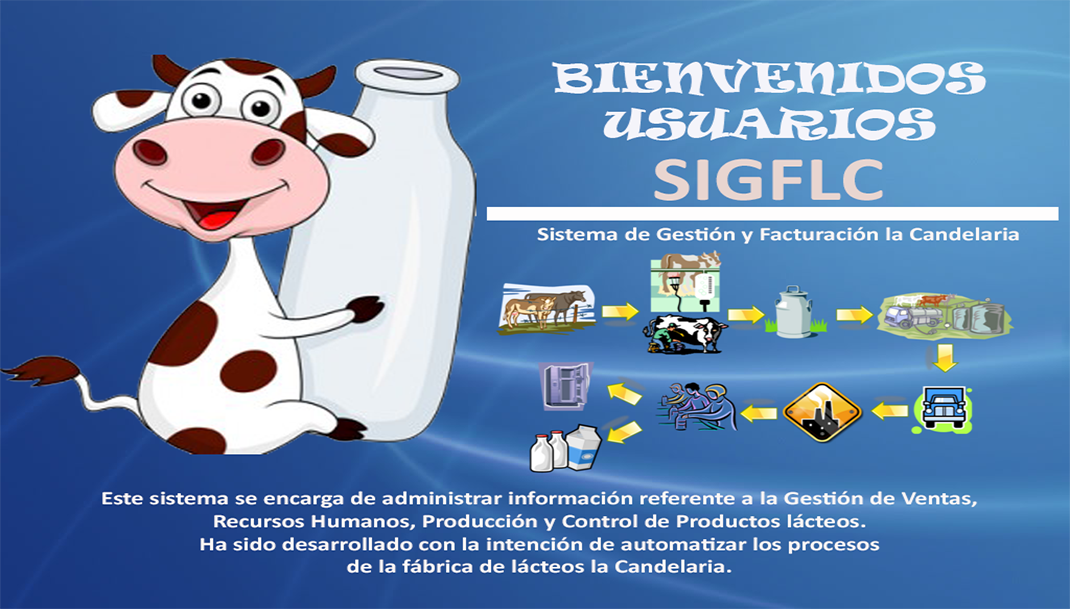 BIENVENIDOS
USUARIOS
SIGFLC
Sistema de Gestión y Facturación la Candelaria
Este sistema se encarga de administrar información referente a la Gestión de Ventas,
Recursos Humanos, Producción y Control de Productos lácteos.
Ha sido desarrollado con la intención de automatizar los procesos
de la fábrica de lácteos la Candelaria.